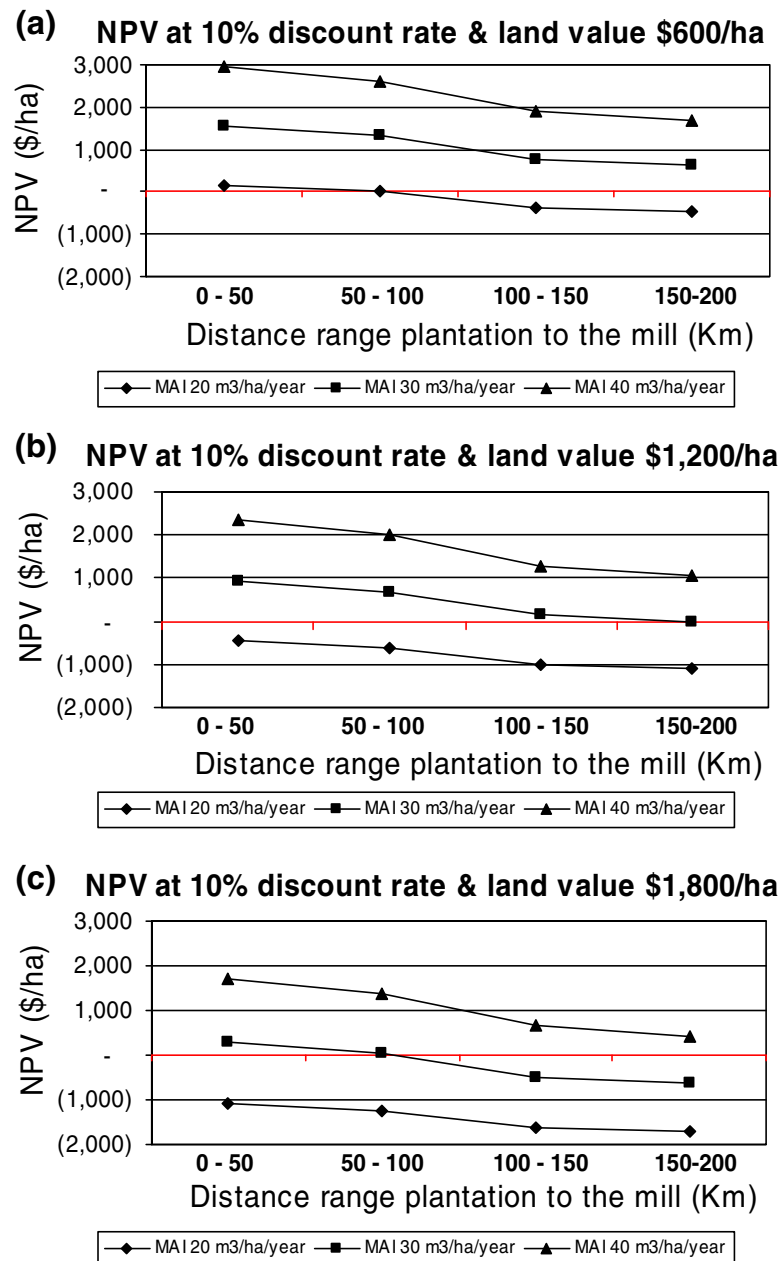 (a) NPV at 10% discount rate & land value $600/ha
3,000
2,000
1,000
-
(1,000)
(2,000)
NPV ($/ha)
0 - 50 50 - 100 100 - 150 150-200
Distance range plantation to the mill (Km)
MAI 20 m3/ha/year MAI 30 m3/ha/year MAI 40 m3/ha/year
(b) NPV at 10% discount rate & land value $1,200/ha
3,000
2,000
1,000
-
(1,000)
(2,000)
NPV ($/ha)
0 - 50 50 - 100 100 - 150 150-200
Distance range plantation to the mill (Km)
MAI 20 m3/ha/year MAI 30 m3/ha/year MAI 40 m3/ha/year
(c) NPV at 10% discount rate & land value $1,800/ha
3,000
2,000
1,000
-
(1,000)
(2,000)
NPV ($/ha)
0 - 50 50 - 100 100 - 150 150-200
Distance range plantation to the mill (Km)
MAI 20 m3/ha/year MAI 30 m3/ha/year MAI 40 m3/ha/year